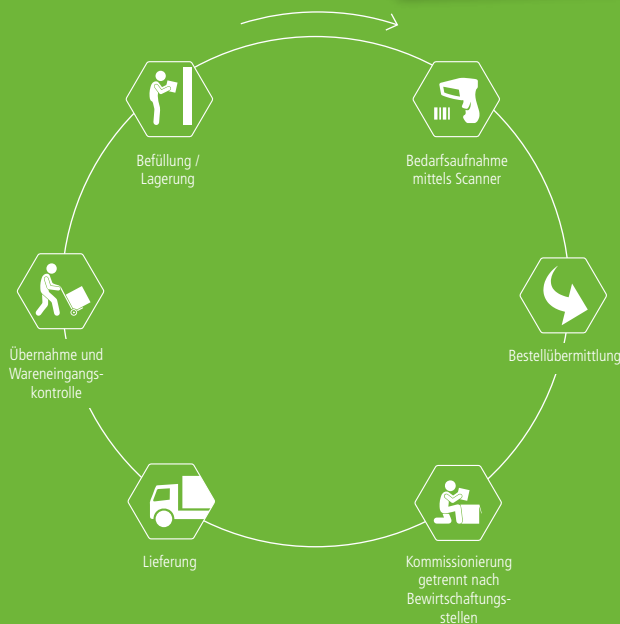 Befüllung /
Lagerung
Bedarfsaufnahme
mittels Scanner
Bestellübermittlung
Kommissionierung
getrennt nach
Bewirtschaftungs-
stellen
Lieferung
Übernahme und
Wareneingangs-
kontrolle